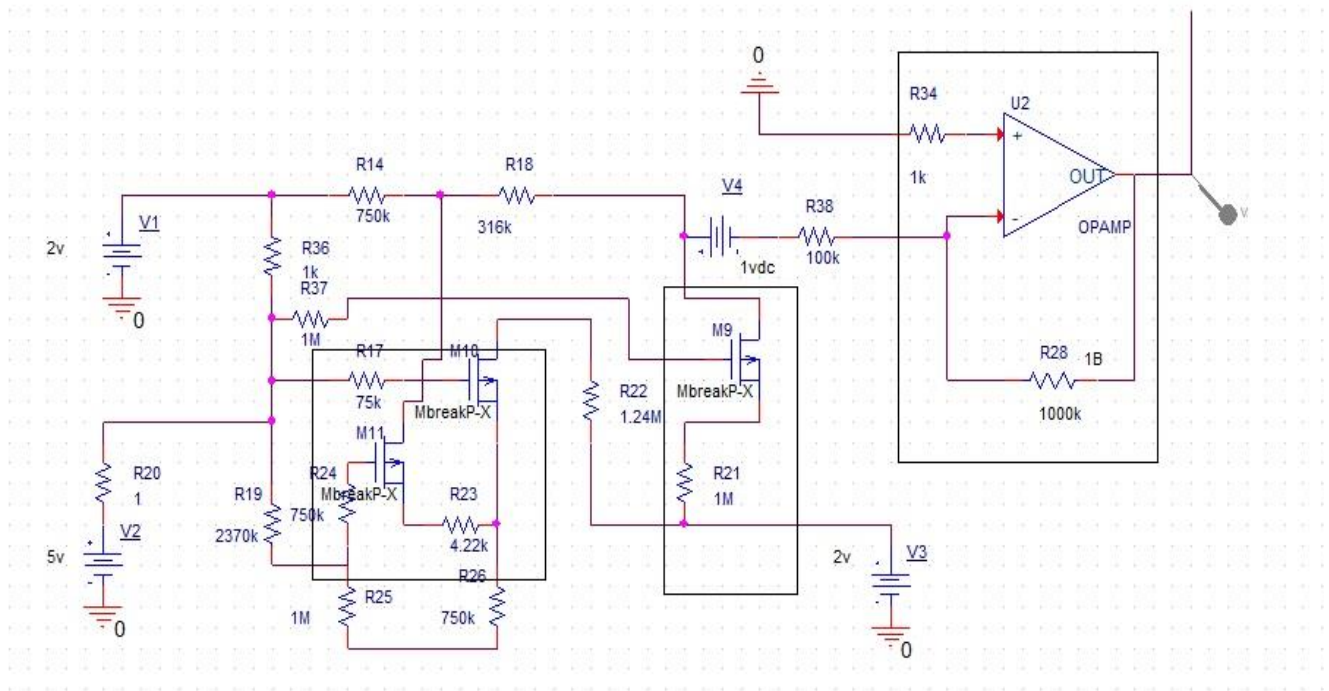 0
R34
U2
+
1k
OUT
-
OPAMP
R14
R18
V4
750k
316k
R38
1vdc
100k
V1
2v
R36
1k
R37
0
1M
M9
R17
M10
R28
1B
75k
MbreakP-X
R22
1.24M
MbreakP-X
1000k
M11
R20
1
R19
R24
MbreakP-X
R23
R21
1M
2370k
750k
4.22k
V2
5v
2v
V3
R26
R25
1M
750k
0
0
V